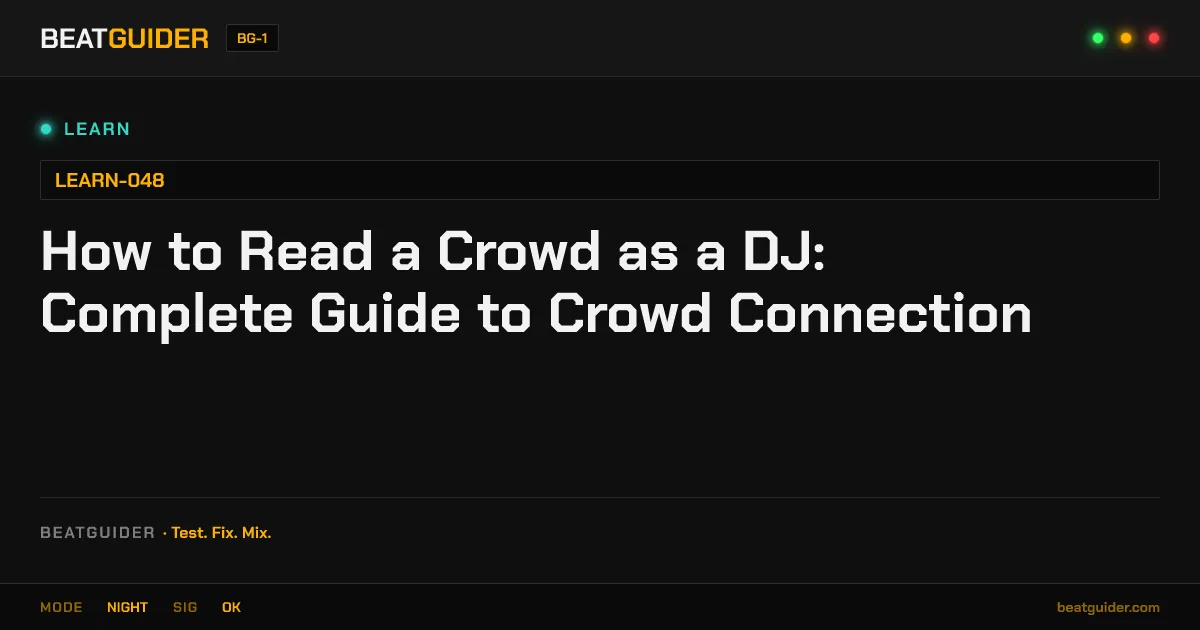 BEATGUIDER BG-1
LEARN
LEARN-048
How to Read a Crowd as a DJ:
Complete Guide to Crowd Connection
BEATGUIDER · Test. Fix. Mix.
MODE NIGHT SIG OK beatguider.com